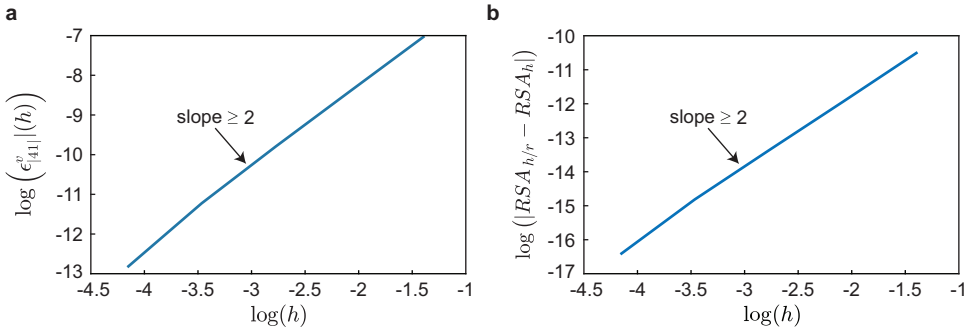 a
-7
-8
-9
-10
-11
-12
-13
-4.5 -4 -3.5 -3 -2.5 -2 -1.5 -1
log(h)
log (ϵ^v_{|41|}|(h))
slope ≥ 2
b
-10
-11
-12
-13
-14
-15
-16
-17
-4.5 -4 -3.5 -3 -2.5 -2 -1.5 -1
log(h)
log (|RSA_{h/r} − RSA_h|)
slope ≥ 2